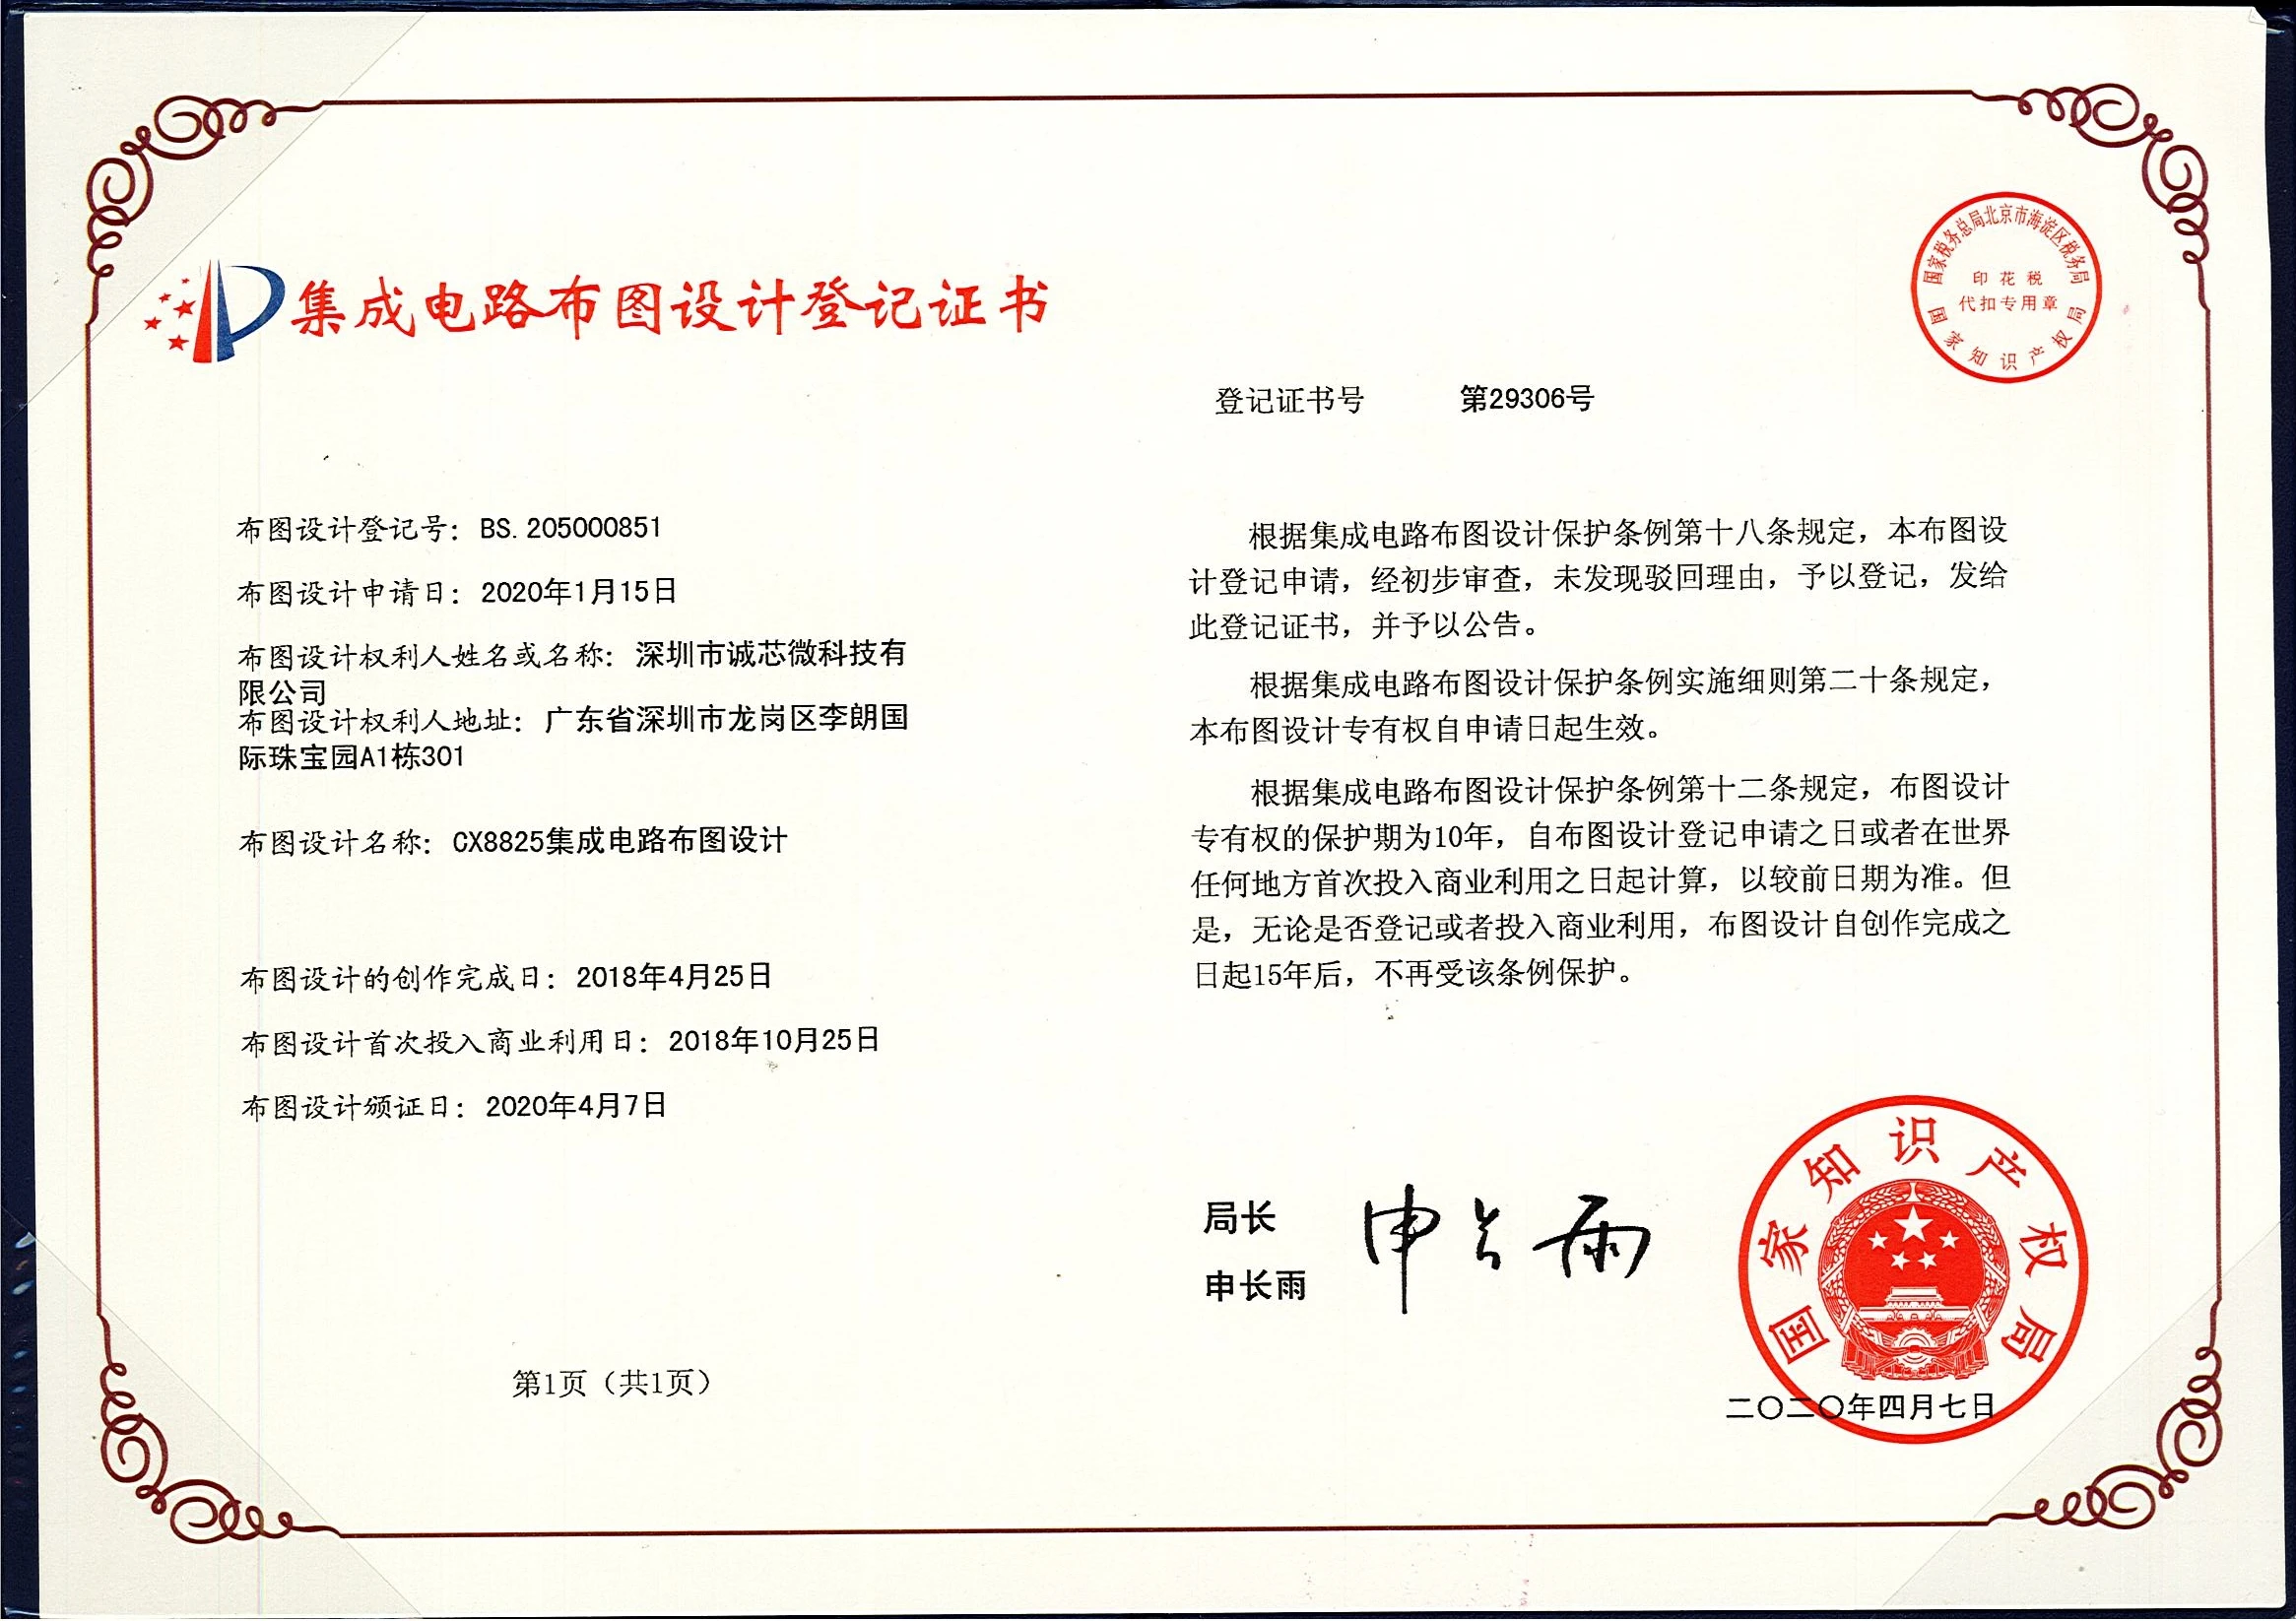 集成电路布图设计登记证书
国家税务总局北京市海淀区税务局
印花税
代扣专用章
国家知识产权局
登记证书号 第29306号
布图设计登记号：BS.205000851
布图设计申请日：2020年1月15日
布图设计权利人姓名或名称：深圳市诚芯微科技有
限公司
布图设计权利人地址：广东省深圳市龙岗区李朗国
际珠宝园A1栋301
布图设计名称：CX8825集成电路布图设计
布图设计的创作完成日：2018年4月25日
布图设计首次投入商业利用日：2018年10月25日
布图设计颁证日：2020年4月7日
第1页（共1页）
根据集成电路布图设计保护条例第十八条规定，本布图设
计登记申请，经初步审查，未发现驳回理由，予以登记，发给
此登记证书，并予以公告。
根据集成电路布图设计保护条例实施细则第二十条规定，
本布图设计专有权自申请日起生效。
根据集成电路布图设计保护条例第十二条规定，布图设计
专有权的保护期为10年，自布图设计登记申请之日或者在世界
任何地方首次投入商业利用之日起计算，以较前日期为准。但
是，无论是否登记或者投入商业利用，布图设计自创作完成之
日起15年后，不再受该条例保护。
局长
申长雨
申长雨
国家知识产权局
二〇二〇年四月七日